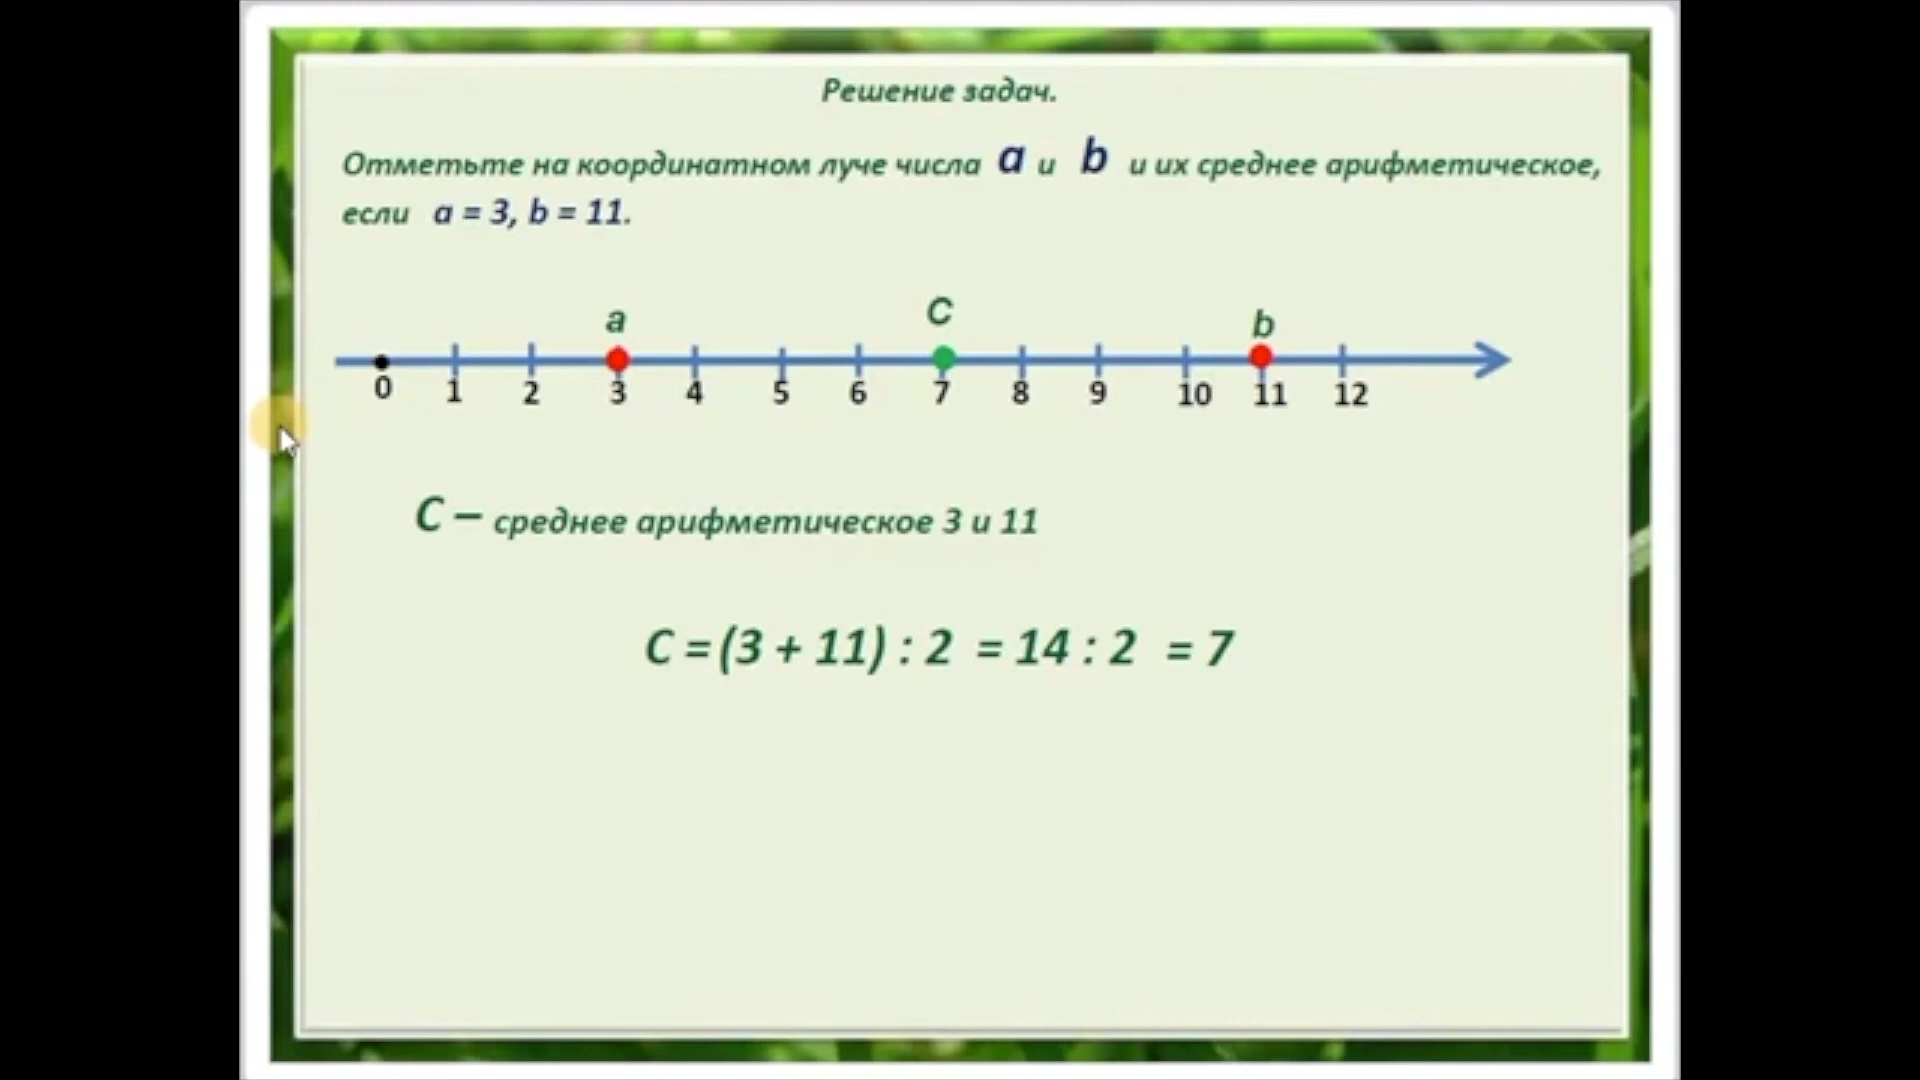 Решение задач.
Отметьте на координатном луче числа a и b и их среднее арифметическое,
если a = 3, b = 11.
a C b
0 1 2 3 4 5 6 7 8 9 10 11 12
C – среднее арифметическое 3 и 11
C = (3 + 11) : 2 = 14 : 2 = 7